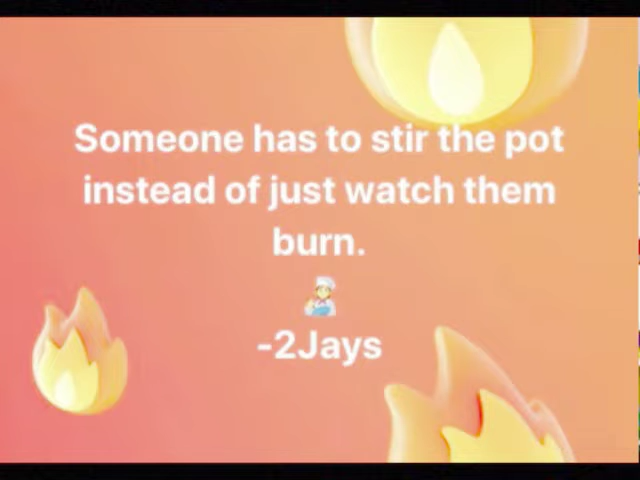 Someone has to stir the pot
instead of just watch them
burn.
🧑‍🍳
-2Jays